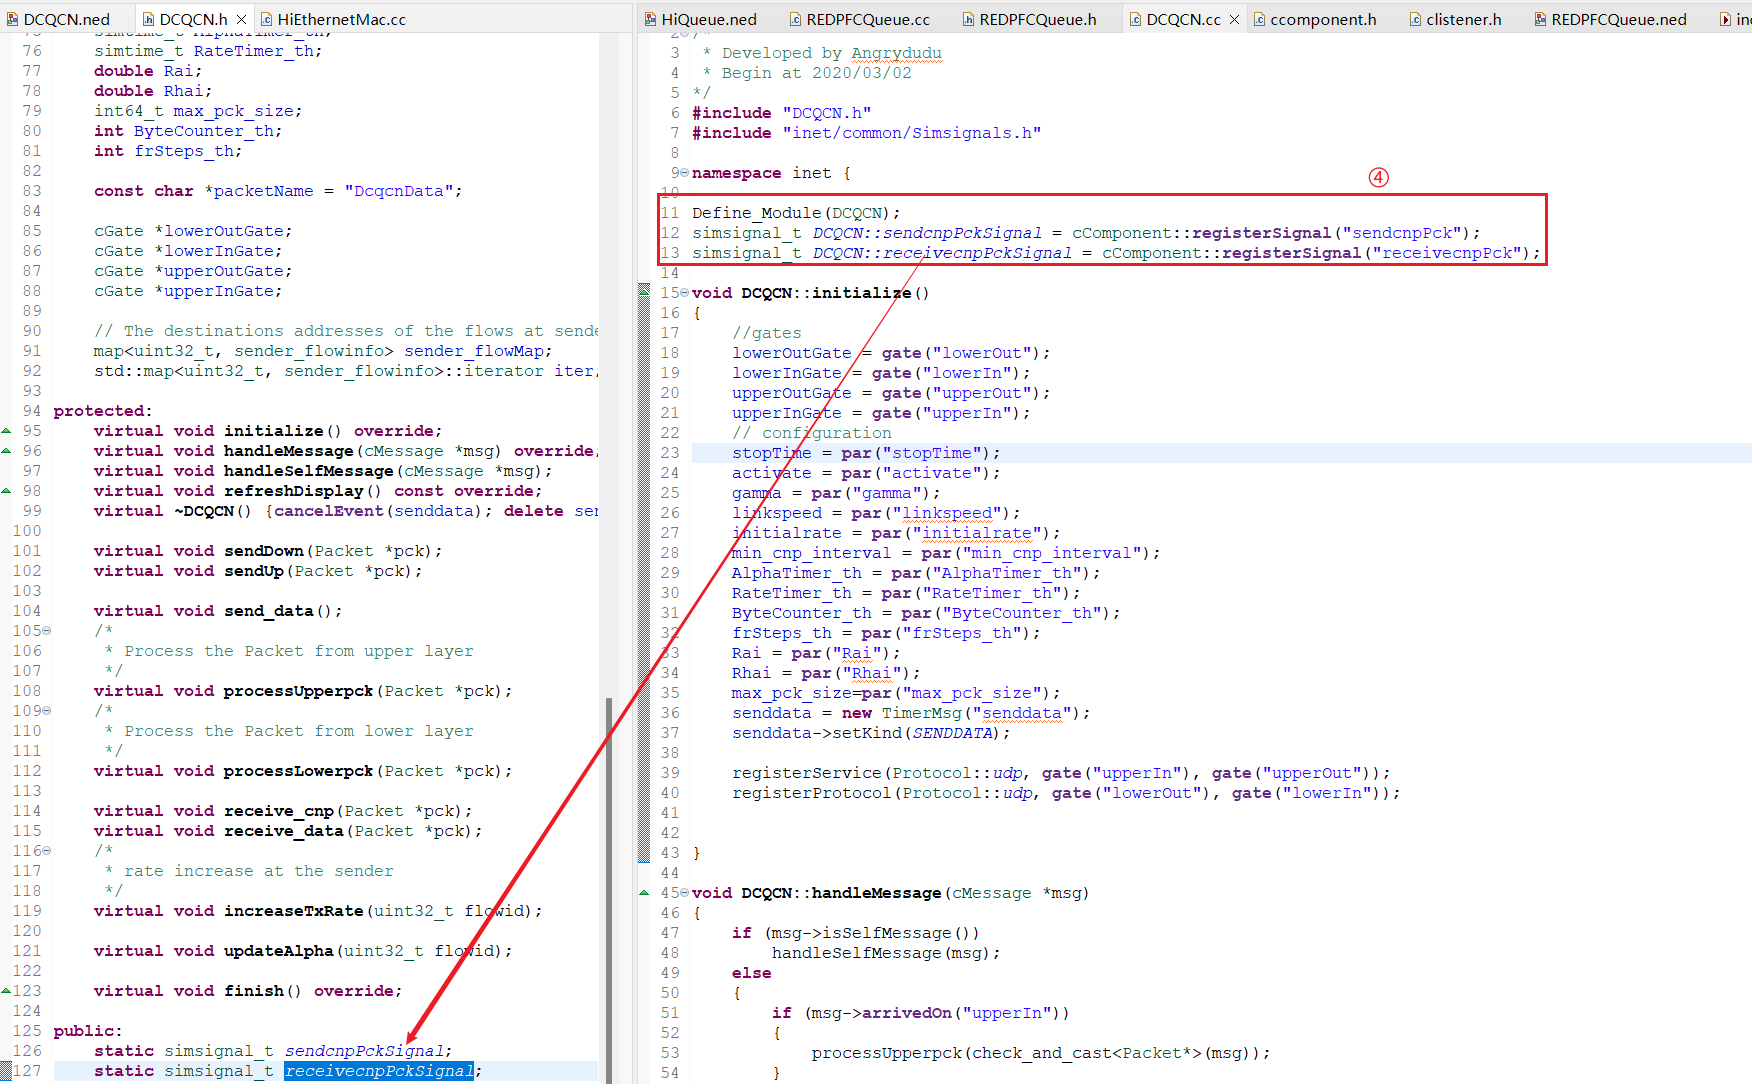 DCQCN.ned
DCQCN.h
HiEthernetMac.cc
76 simtime_t RateTimer_th;
77 double Rai;
78 double Rhai;
79 int64_t max_pck_size;
80 int ByteCounter_th;
81 int frSteps_th;
82
83 const char *packetName = "DcqcnData";
84
85 cGate *lowerOutGate;
86 cGate *lowerInGate;
87 cGate *upperOutGate;
88 cGate *upperInGate;
89
90 // The destinations addresses of the flows at sende
91 map<uint32_t, sender_flowinfo> sender_flowMap;
92 std::map<uint32_t, sender_flowinfo>::iterator iter;
93
94 protected:
95 virtual void initialize() override;
96 virtual void handleMessage(cMessage *msg) override;
97 virtual void handleSelfMessage(cMessage *msg);
98 virtual void refreshDisplay() const override;
99 virtual ~DCQCN() {cancelEvent(senddata); delete sen
100
101 virtual void sendDown(Packet *pck);
102 virtual void sendUp(Packet *pck);
103
104 virtual void send_data();
105 /*
106 * Process the Packet from upper layer
107 */
108 virtual void processUpperpck(Packet *pck);
109 /*
110 * Process the Packet from lower layer
111 */
112 virtual void processLowerpck(Packet *pck);
113
114 virtual void receive_cnp(Packet *pck);
115 virtual void receive_data(Packet *pck);
116 /*
117 * rate increase at the sender
118 */
119 virtual void increaseTxRate(uint32_t flowid);
120
121 virtual void updateAlpha(uint32_t flowid);
122
123 virtual void finish() override;
124
125 public:
126 static simsignal_t sendcnpPckSignal;
127 static simsignal_t receivecnpPckSignal;
HiQueue.ned
REDPFCQueue.cc
REDPFCQueue.h
DCQCN.cc
ccomponent.h
clistener.h
REDPFCQueue.ned
2 /*
3 * Developed by Angrydudu
4 * Begin at 2020/03/02
5 */
6 #include "DCQCN.h"
7 #include "inet/common/Simsignals.h"
8
9 namespace inet {
④
10
11 Define_Module(DCQCN);
12 simsignal_t DCQCN::sendcnpPckSignal = cComponent::registerSignal("sendcnpPck");
13 simsignal_t DCQCN::receivecnpPckSignal = cComponent::registerSignal("receivecnpPck");
14
15 void DCQCN::initialize()
16 {
17 //gates
18 lowerOutGate = gate("lowerOut");
19 lowerInGate = gate("lowerIn");
20 upperOutGate = gate("upperOut");
21 upperInGate = gate("upperIn");
22 // configuration
23 stopTime = par("stopTime");
24 activate = par("activate");
25 gamma = par("gamma");
26 linkspeed = par("linkspeed");
27 initialrate = par("initialrate");
28 min_cnp_interval = par("min_cnp_interval");
29 AlphaTimer_th = par("AlphaTimer_th");
30 RateTimer_th = par("RateTimer_th");
31 ByteCounter_th = par("ByteCounter_th");
32 frSteps_th = par("frSteps_th");
33 Rai = par("Rai");
34 Rhai = par("Rhai");
35 max_pck_size=par("max_pck_size");
36 senddata = new TimerMsg("senddata");
37 senddata->setKind(SENDDATA);
38
39 registerService(Protocol::udp, gate("upperIn"), gate("upperOut"));
40 registerProtocol(Protocol::udp, gate("lowerOut"), gate("lowerIn"));
41
42
43 }
44
45 void DCQCN::handleMessage(cMessage *msg)
46 {
47 if (msg->isSelfMessage())
48 handleSelfMessage(msg);
49 else
50 {
51 if (msg->arrivedOn("upperIn"))
52 {
53 processUpperpck(check_and_cast<Packet*>(msg));
54 }